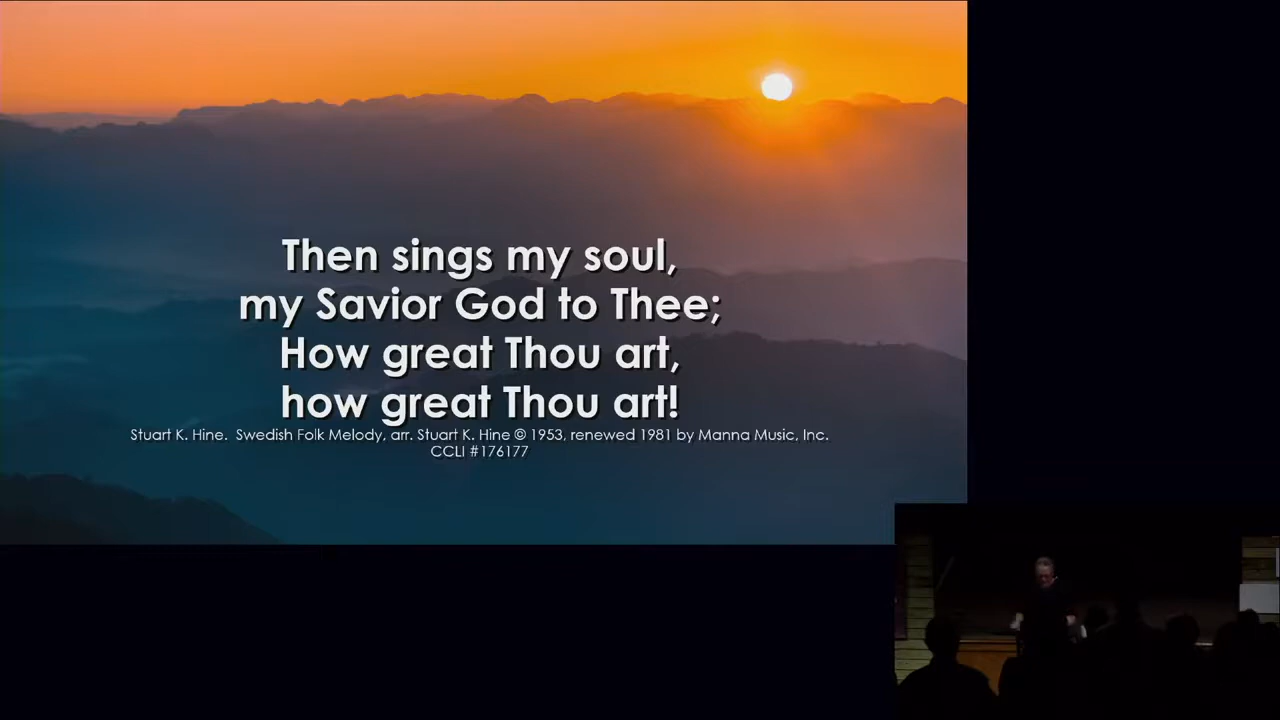 Then sings my soul,
my Savior God to Thee;
How great Thou art,
how great Thou art!
Stuart K. Hine.  Swedish Folk Melody, arr. Stuart K. Hine © 1953, renewed 1981 by Manna Music, Inc.
CCLI #176177